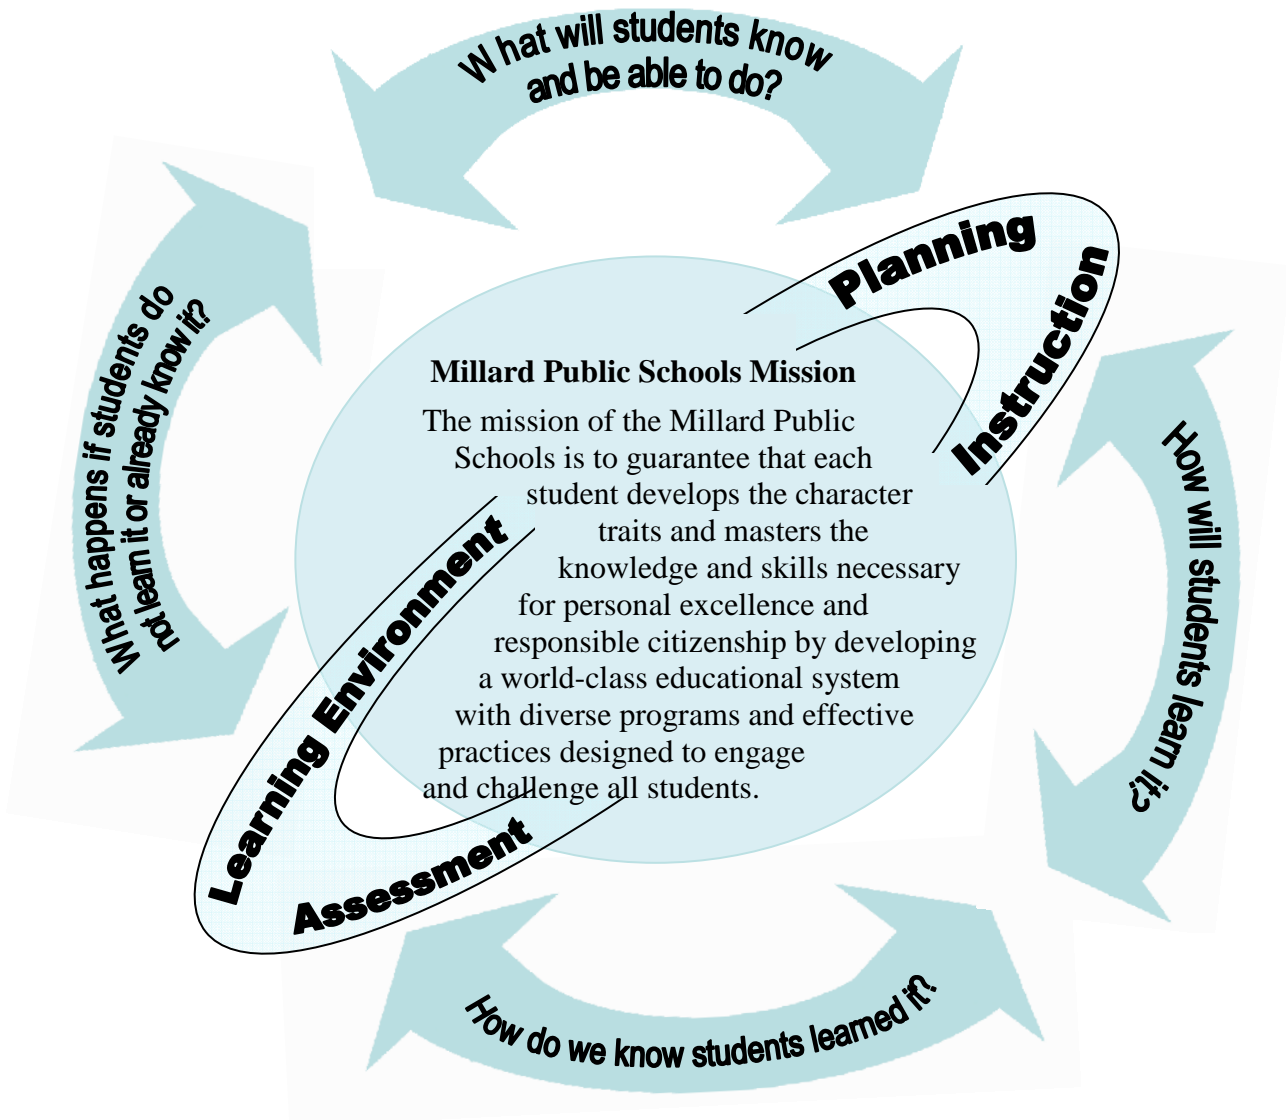 What will students know
and be able to do?
Planning
Instruction
What happens if students do
not learn it or already know it?
Millard Public Schools Mission
The mission of the Millard Public
Schools is to guarantee that each
student develops the character
traits and masters the
knowledge and skills necessary
for personal excellence and
responsible citizenship by developing
a world-class educational system
with diverse programs and effective
practices designed to engage
and challenge all students.
How will students learn it?
Learning Environment
Assessment
How do we know students learned it?